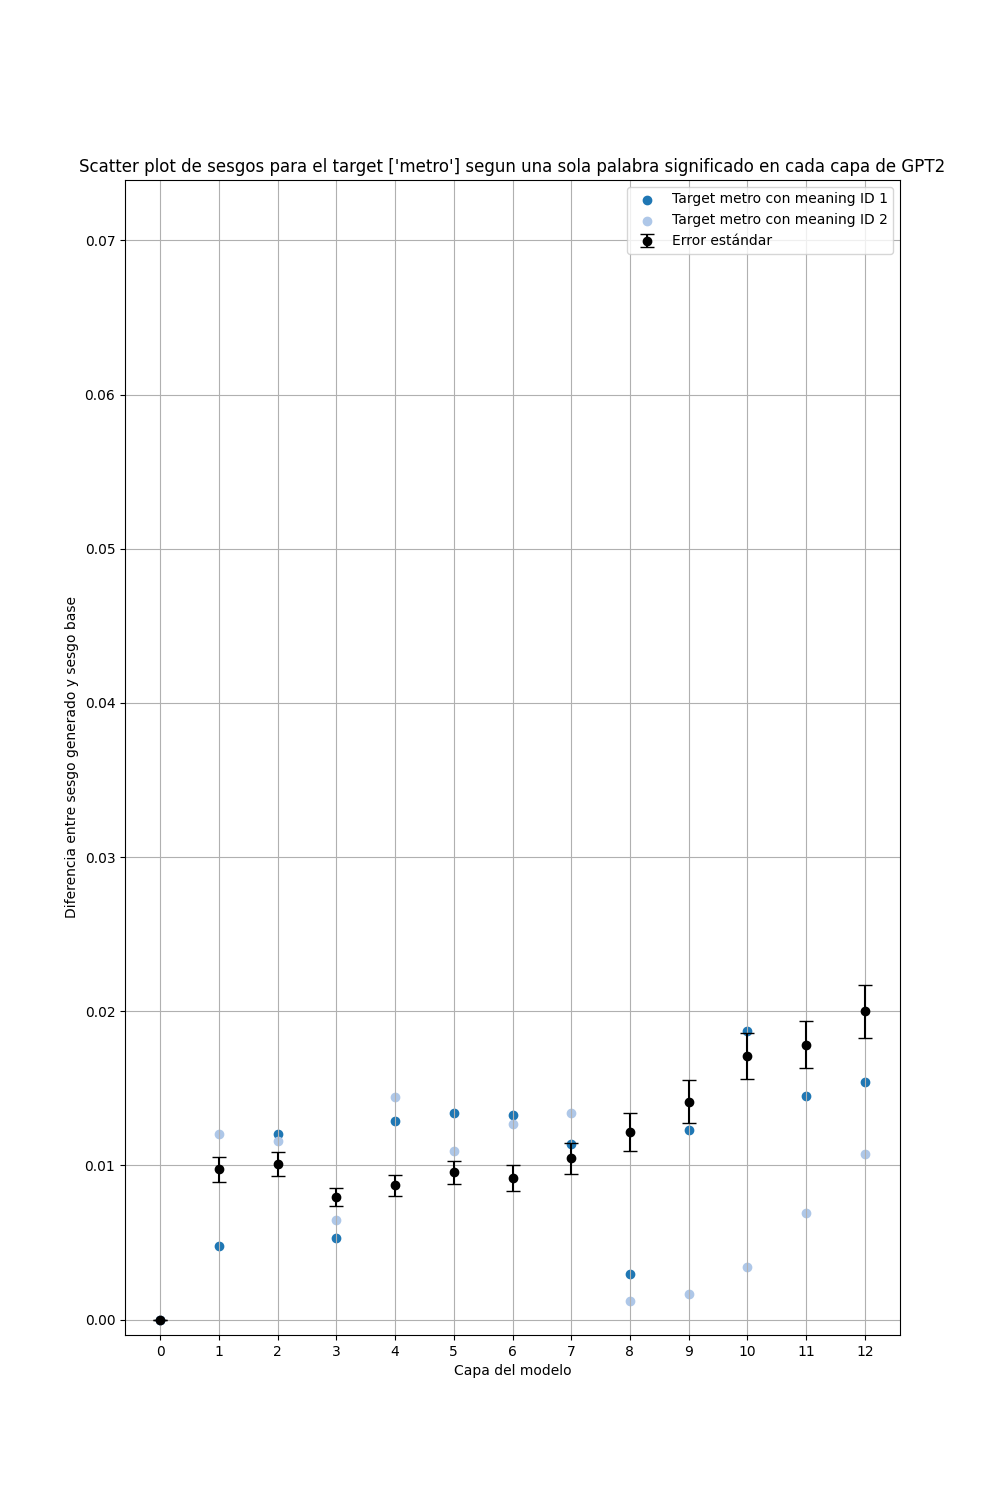 Scatter plot de sesgos para el target ['metro'] segun una sola palabra significado en cada capa de GPT2
Target metro con meaning ID 1
Target metro con meaning ID 2
Error estándar
Diferencia entre sesgo generado y sesgo base
0.07
0.06
0.05
0.04
0.03
0.02
0.01
0.00
0 1 2 3 4 5 6 7 8 9 10 11 12
Capa del modelo